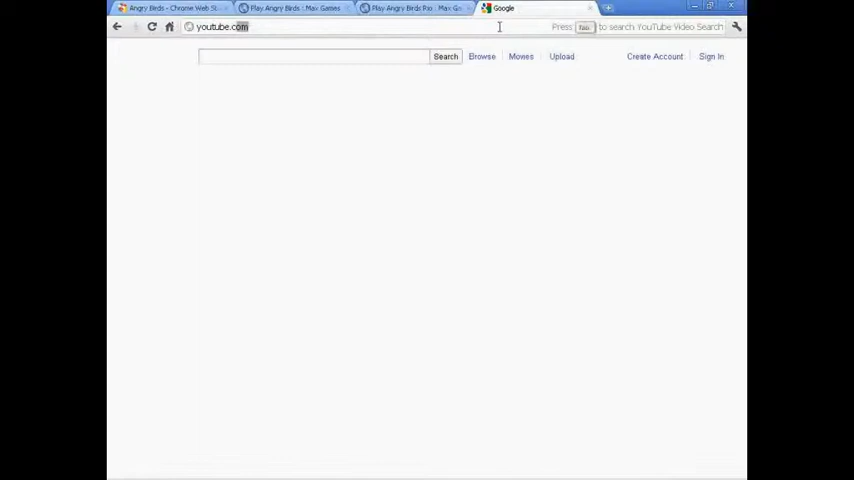 Angry Birds - Chrome Web St
Play Angry Birds : Max Games
Play Angry Birds Rio : Max Ga
Google
youtube.com
Press Tab to search YouTube Video Search
Search
Browse
Movies
Upload
Create Account
Sign In